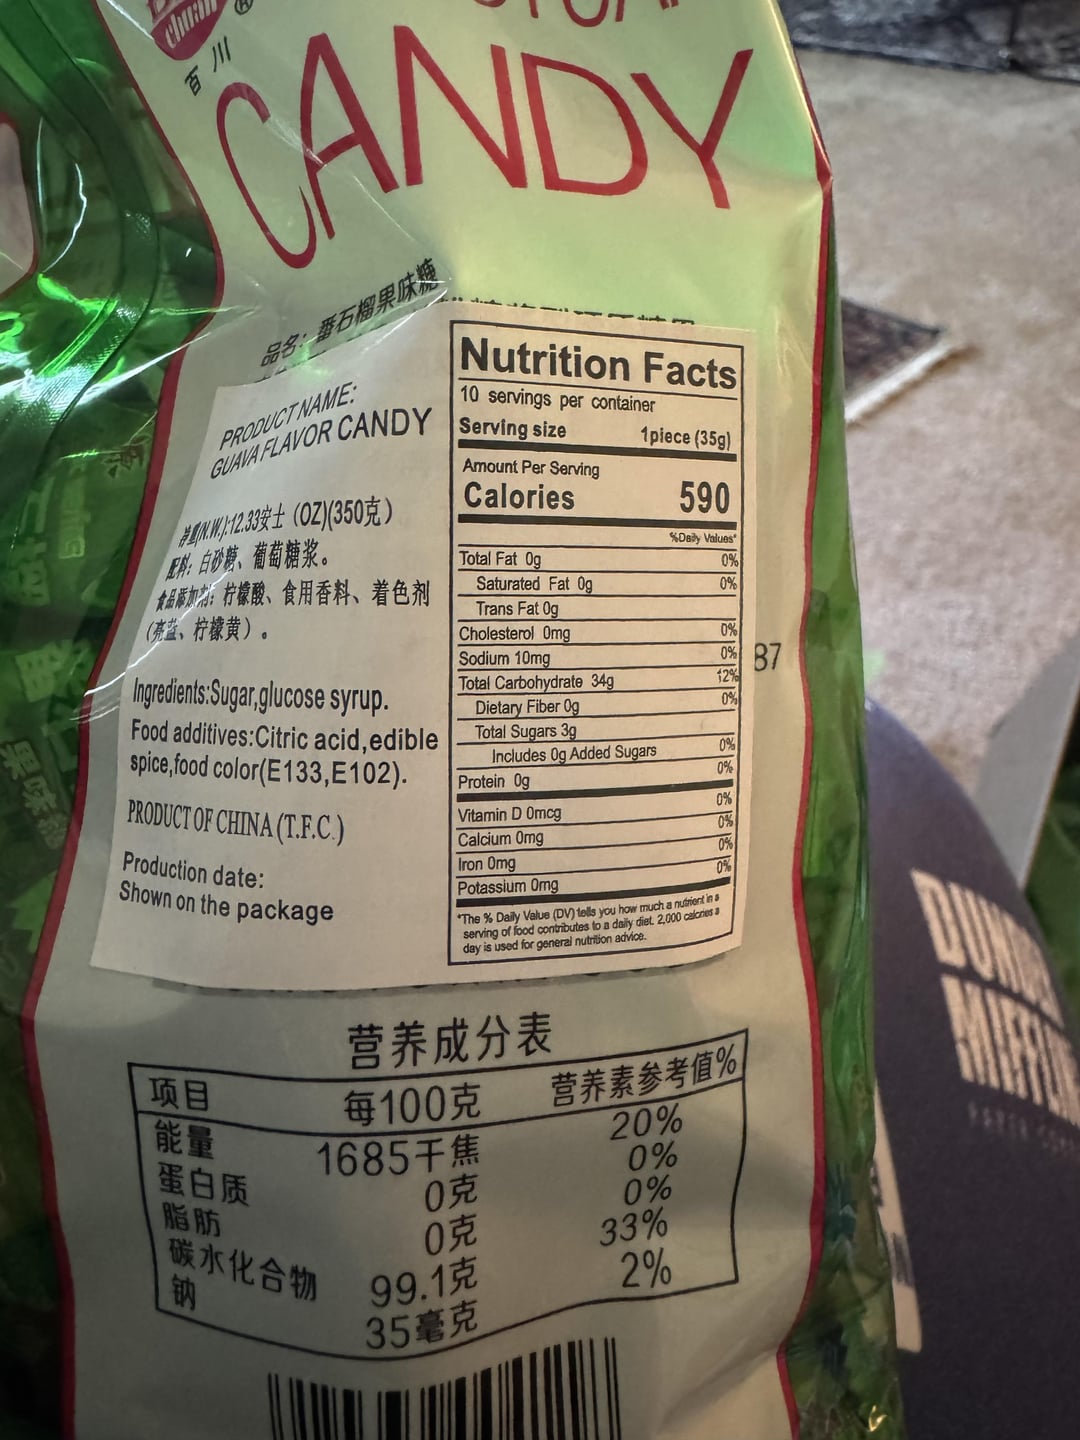 Chuan
®
百川
CANDY
品名：番石榴果味糖
PRODUCT NAME:
GUAVA FLAVOR CANDY
净重(N.W.):12.33安士（OZ)(350克）
配料：白砂糖、葡萄糖浆。
食品添加剂：柠檬酸、食用香料、着色剂
（亮蓝、柠檬黄）。
Ingredients:Sugar,glucose syrup.
Food additives:Citric acid,edible
spice,food color(E133,E102).
PRODUCT OF CHINA (T.F.C.)
Production date:
Shown on the package
Nutrition Facts
10 servings per container
Serving size 1piece (35g)
Amount Per Serving
Calories 590
%Daily Values*
Total Fat 0g 0%
Saturated Fat 0g 0%
Trans Fat 0g
Cholesterol 0mg 0%
Sodium 10mg 0%
Total Carbohydrate 34g 12%
Dietary Fiber 0g 0%
Total Sugars 3g
Includes 0g Added Sugars 0%
Protein 0g 0%
Vitamin D 0mcg 0%
Calcium 0mg 0%
Iron 0mg 0%
Potassium 0mg 0%
*The % Daily Value (DV) tells you how much a nutrient in a
serving of food contributes to a daily diet. 2,000 calories a
day is used for general nutrition advice.
87
营养成分表
项目 每100克 营养素参考值%
能量 1685千焦 20%
蛋白质 0克 0%
脂肪 0克 0%
碳水化合物 99.1克 33%
钠 35毫克 2%
果味糖
MIFFLIN